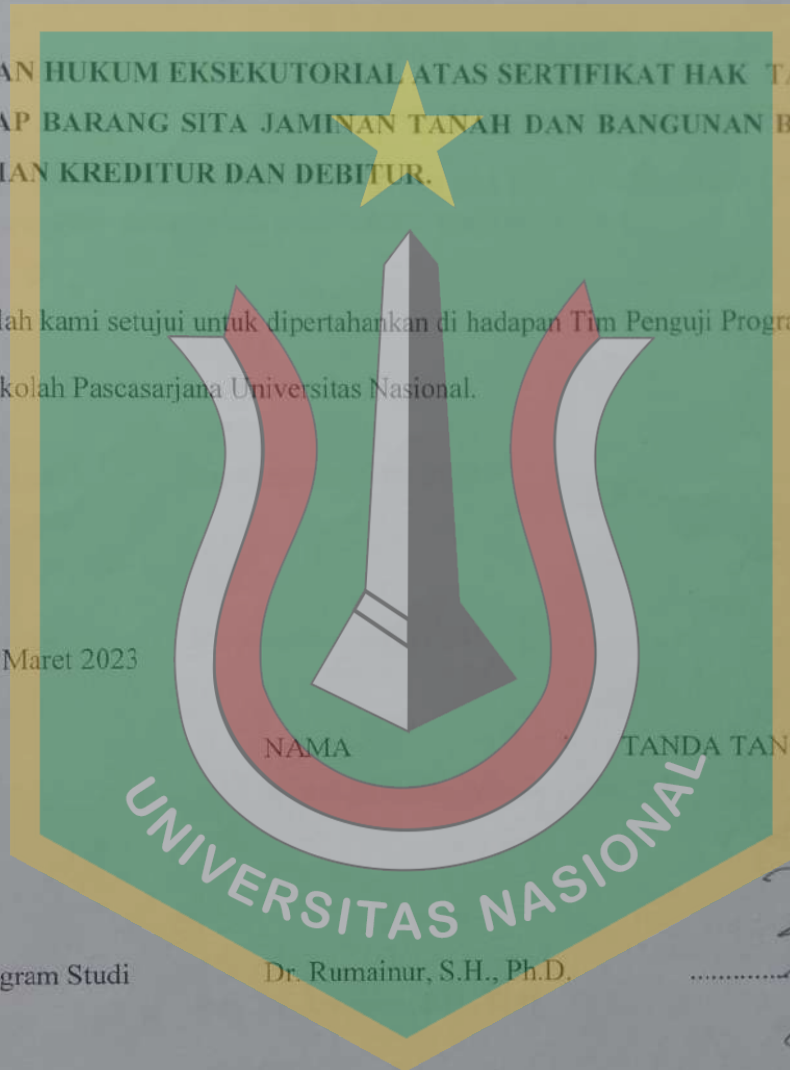 AN HUKUM EKSEKUTORIAL ATAS SERTIFIKAT HAK TA
AP BARANG SITA JAMINAN TANAH DAN BANGUNAN B
IAN KREDITUR DAN DEBITUR.
lah kami setujui untuk dipertahankan di hadapan Tim Penguji Progra
kolah Pascasarjana Universitas Nasional.
Maret 2023
NAMA TANDA TAN
UNIVERSITAS NASIONAL
gram Studi Dr. Rumainur, S.H., Ph.D. ..............